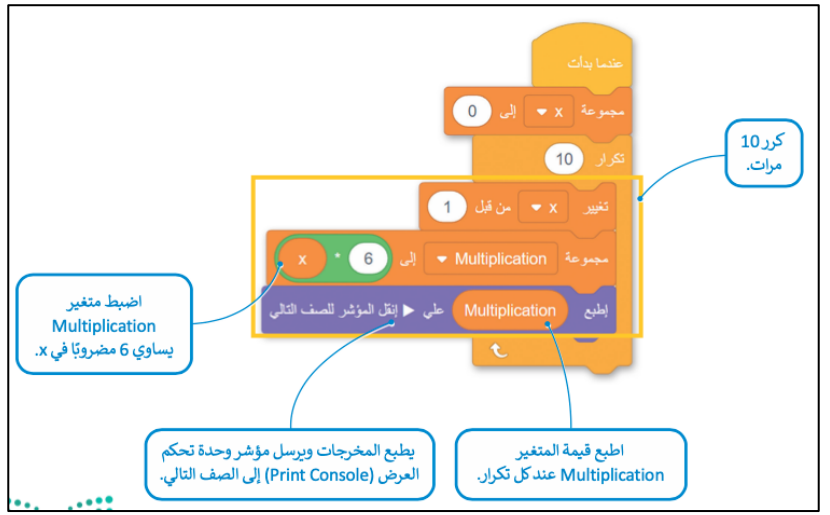 عندما بدأت
مجموعة x إلى 0
تكرار 10
كرر 10
مرات.
تغيير x من قبل 1
مجموعة Multiplication إلى 6 * x
إطبع Multiplication علي ◀ إنقل المؤشر للصف التالي
اضبط متغير
Multiplication
يساوي 6 مضروبًا في x.
اطبع قيمة المتغير
Multiplication عند كل تكرار.
يطبع المخرجات ويرسل مؤشر وحدة تحكم
العرض (Print Console) إلى الصف التالي.